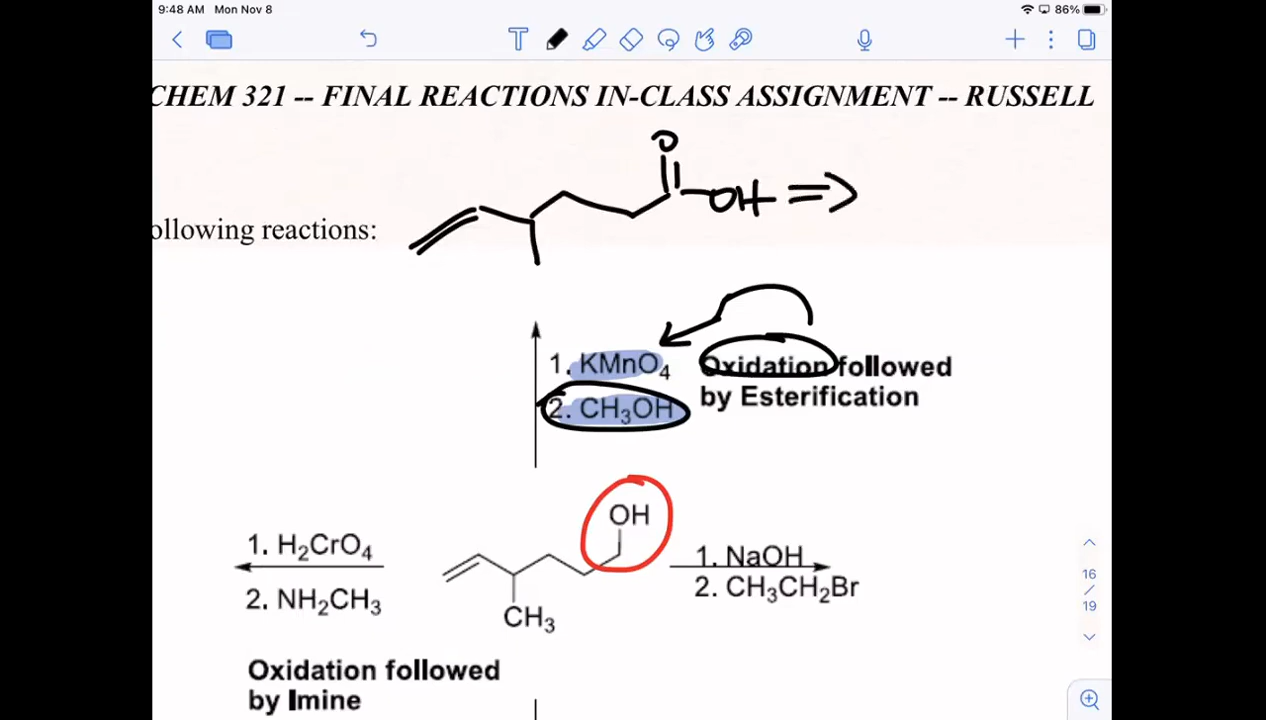 9:48 AM Mon Nov 8
86%
T
CHEM 321 -- FINAL REACTIONS IN-CLASS ASSIGNMENT -- RUSSELL
O
OH
ollowing reactions:
1. KMnO4
Oxidation followed
2. CH3OH
by Esterification
OH
1. H2CrO4
1. NaOH
2. NH2CH3
2. CH3CH2Br
CH3
16
/
19
Oxidation followed
by Imine